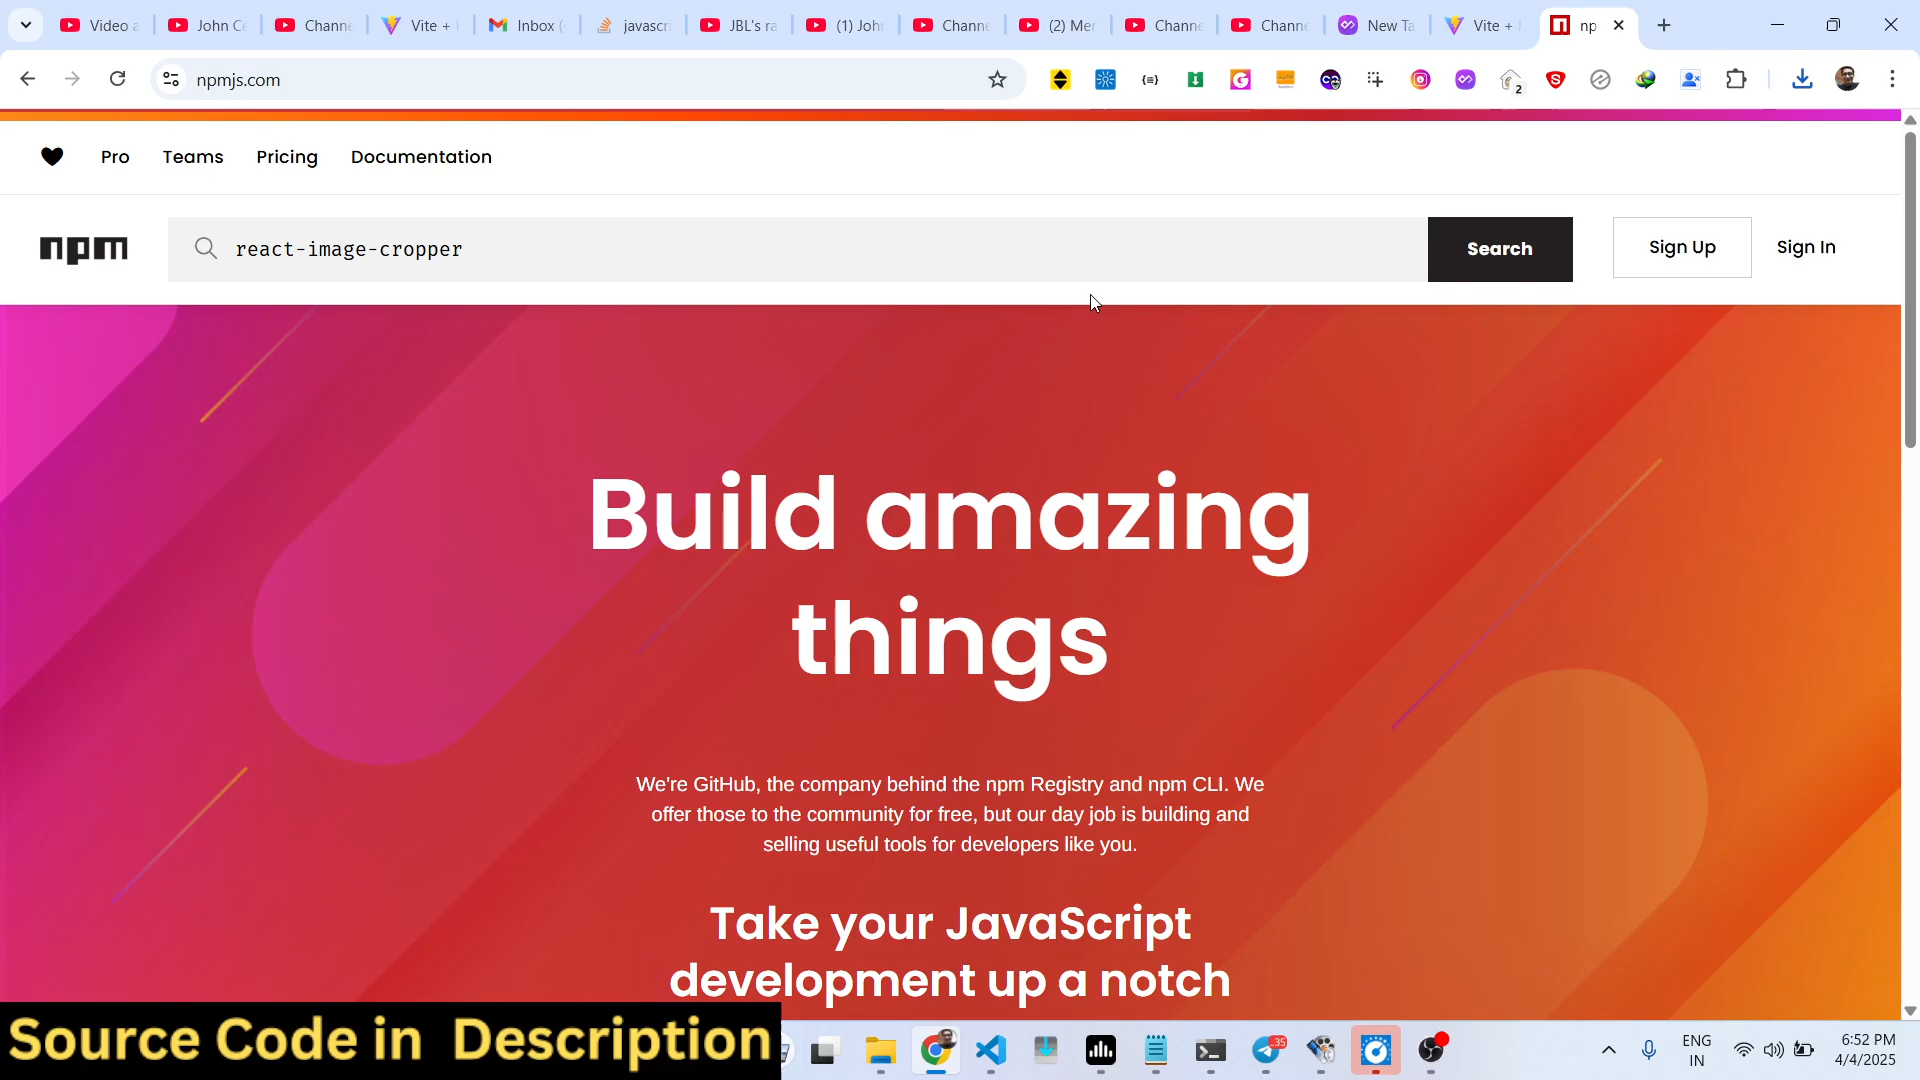 Video a
John Ce
Channe
Vite +
Inbox (
javascri
JBL's ra
(1) Joh
Channe
(2) Mer
Channe
Channe
New Ta
Vite +
np
npmjs.com
2
Pro
Teams
Pricing
Documentation
npm
react-image-cropper
Search
Sign Up
Sign In
Build amazing
things
We're GitHub, the company behind the npm Registry and npm CLI. We
offer those to the community for free, but our day job is building and
selling useful tools for developers like you.
Take your JavaScript
development up a notch
Source Code in Description
35
ENG
IN
6:52 PM
4/4/2025